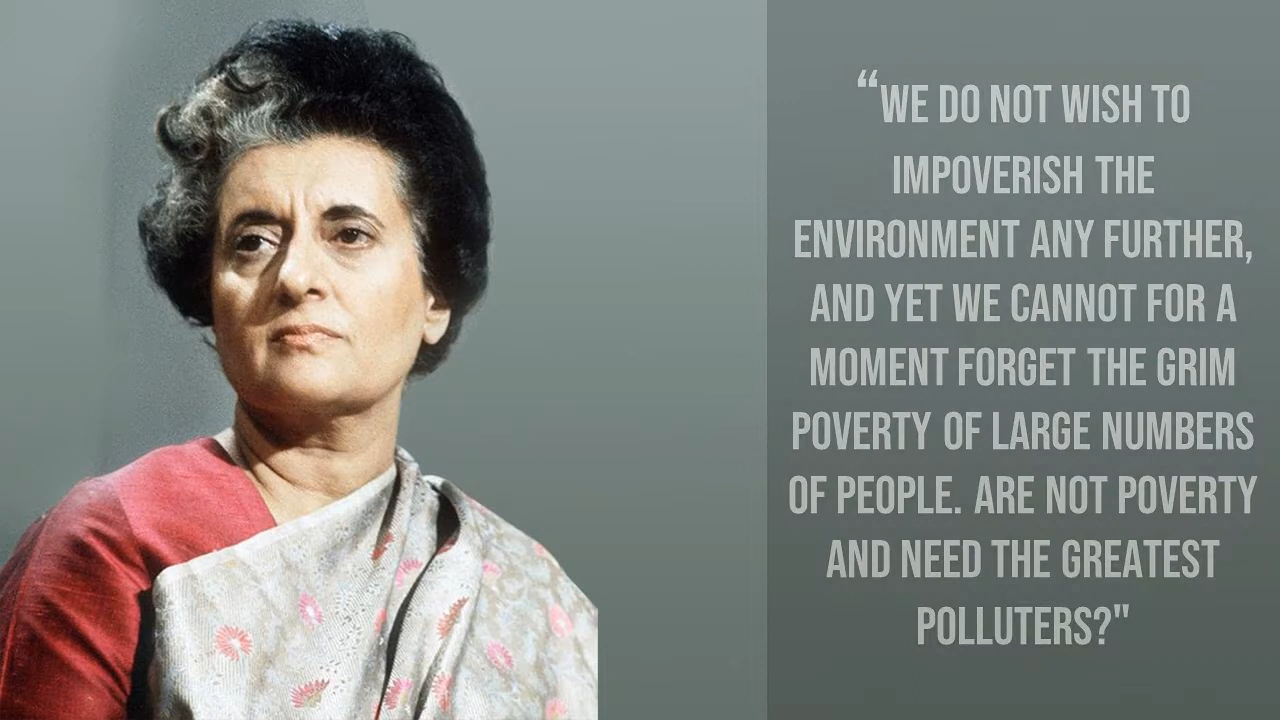 “WE DO NOT WISH TO
IMPOVERISH THE
ENVIRONMENT ANY FURTHER,
AND YET WE CANNOT FOR A
MOMENT FORGET THE GRIM
POVERTY OF LARGE NUMBERS
OF PEOPLE. ARE NOT POVERTY
AND NEED THE GREATEST
POLLUTERS?"